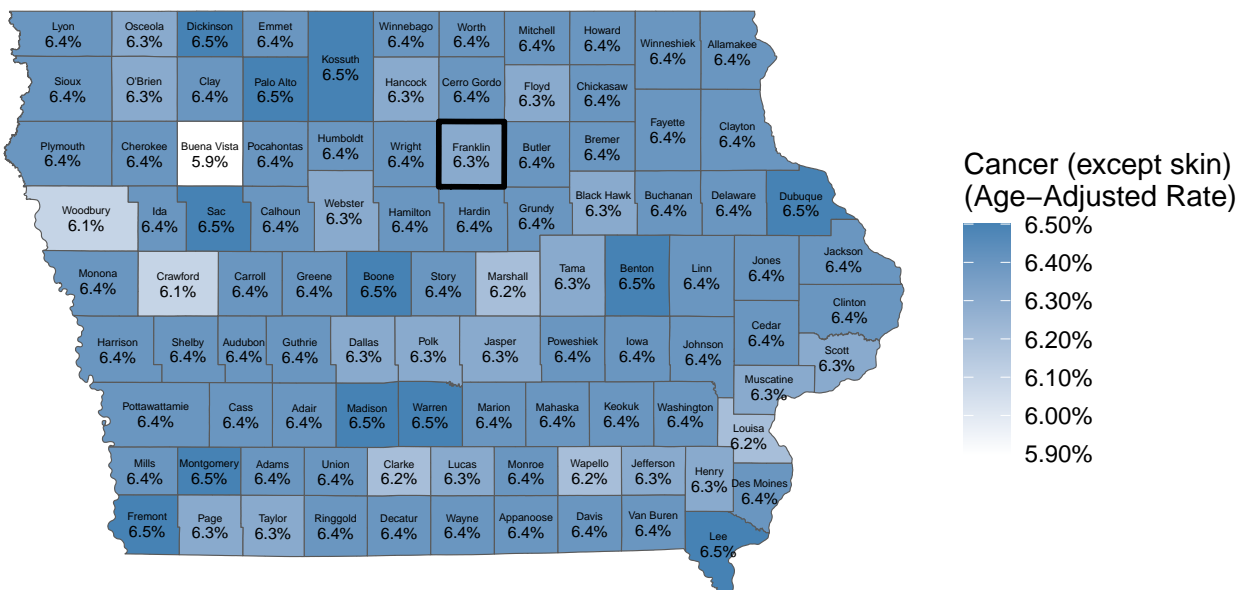 Lyon
6.4%
Osceola
6.3%
Dickinson
6.5%
Emmet
6.4%
Kossuth
6.5%
Winnebago
6.4%
Worth
6.4%
Mitchell
6.4%
Howard
6.4%
Winneshiek
6.4%
Allamakee
6.4%
Sioux
6.4%
O'Brien
6.3%
Clay
6.4%
Palo Alto
6.5%
Hancock
6.3%
Cerro Gordo
6.4%
Floyd
6.3%
Chickasaw
6.4%
Fayette
6.4%
Clayton
6.4%
Plymouth
6.4%
Cherokee
6.4%
Buena Vista
5.9%
Pocahontas
6.4%
Humboldt
6.4%
Wright
6.4%
Franklin
6.3%
Butler
6.4%
Bremer
6.4%
Woodbury
6.1%
Ida
6.4%
Sac
6.5%
Calhoun
6.4%
Webster
6.3%
Hamilton
6.4%
Hardin
6.4%
Grundy
6.4%
Black Hawk
6.3%
Buchanan
6.4%
Delaware
6.4%
Dubuque
6.5%
Monona
6.4%
Crawford
6.1%
Carroll
6.4%
Greene
6.4%
Boone
6.5%
Story
6.4%
Marshall
6.2%
Tama
6.3%
Benton
6.5%
Linn
6.4%
Jones
6.4%
Jackson
6.4%
Clinton
6.4%
Harrison
6.4%
Shelby
6.4%
Audubon
6.4%
Guthrie
6.4%
Dallas
6.3%
Polk
6.3%
Jasper
6.3%
Poweshiek
6.4%
Iowa
6.4%
Johnson
6.4%
Cedar
6.4%
Scott
6.3%
Muscatine
6.3%
Pottawattamie
6.4%
Cass
6.4%
Adair
6.4%
Madison
6.5%
Warren
6.5%
Marion
6.4%
Mahaska
6.4%
Keokuk
6.4%
Washington
6.4%
Louisa
6.2%
Mills
6.4%
Montgomery
6.5%
Adams
6.4%
Union
6.4%
Clarke
6.2%
Lucas
6.3%
Monroe
6.4%
Wapello
6.2%
Jefferson
6.3%
Henry
6.3%
Des Moines
6.4%
Fremont
6.5%
Page
6.3%
Taylor
6.3%
Ringgold
6.4%
Decatur
6.4%
Wayne
6.4%
Appanoose
6.4%
Davis
6.4%
Van Buren
6.4%
Lee
6.5%
Cancer (except skin)
(Age−Adjusted Rate)
6.50%
6.40%
6.30%
6.20%
6.10%
6.00%
5.90%